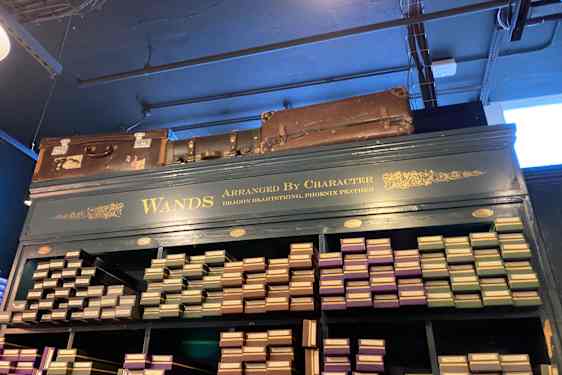 WANDS
ARRANGED BY CHARACTER
DRAGON HEARTSTRING, PHOENIX FEATHER